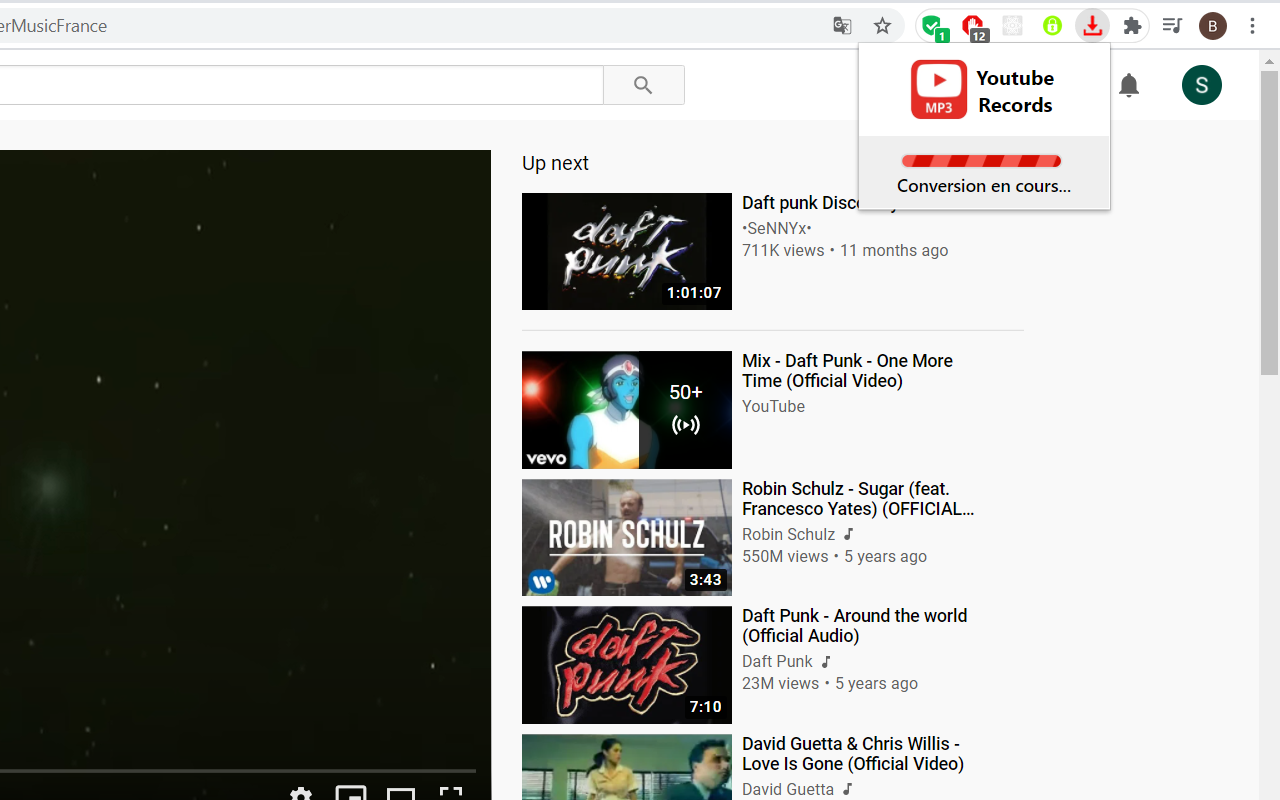 erMusicFrance
1
12
B
MP3
Youtube
Records
S
Conversion en cours...
Up next
daft
punk
1:01:07
Daft punk Disco
•SeNNYx•
711K views • 11 months ago
vevo
50+
Mix - Daft Punk - One More
Time (Official Video)
YouTube
ROBIN SCHULZ
3:43
Robin Schulz - Sugar (feat.
Francesco Yates) (OFFICIAL...
Robin Schulz
550M views • 5 years ago
daft
punk
7:10
Daft Punk - Around the world
(Official Audio)
Daft Punk
23M views • 5 years ago
David Guetta & Chris Willis -
Love Is Gone (Official Video)
David Guetta